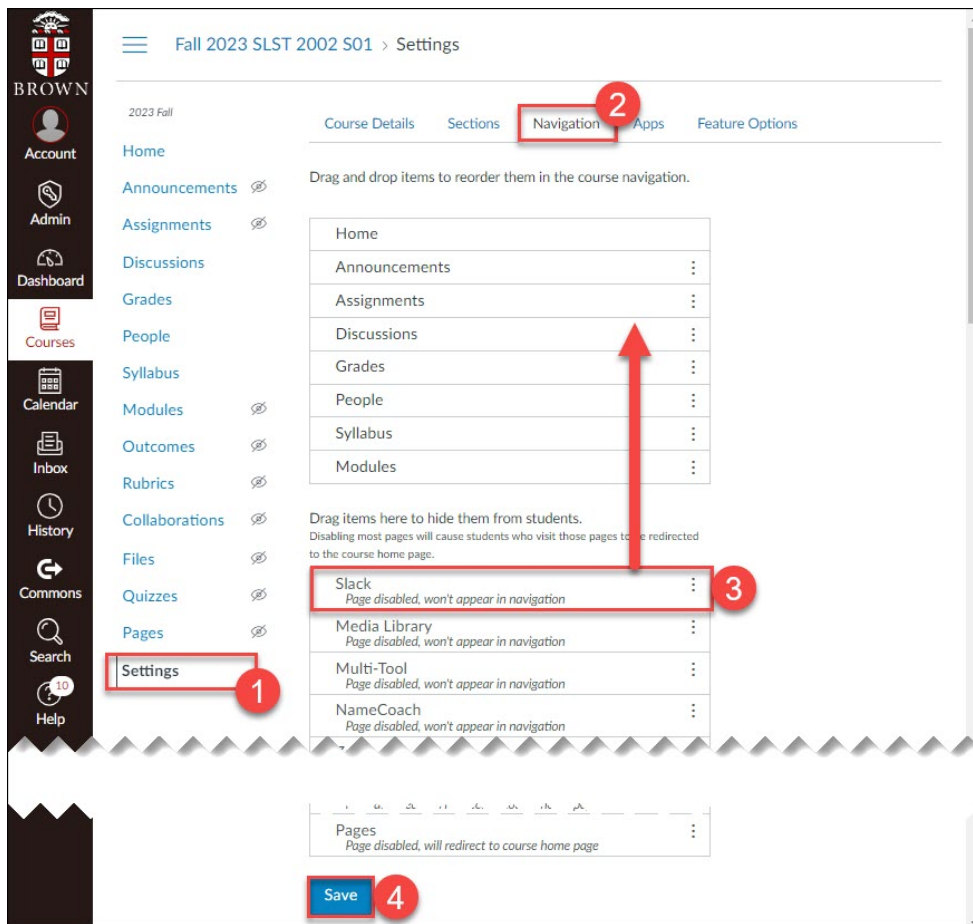 BROWN
Account
Admin
Dashboard
Courses
Calendar
Inbox
History
Commons
Search
10
Help
Fall 2023 SLST 2002 S01 > Settings
2023 Fall
Home
Announcements
Assignments
Discussions
Grades
People
Syllabus
Modules
Outcomes
Rubrics
Collaborations
Files
Quizzes
Pages
Settings
1
Course Details Sections Navigation Apps Feature Options
2
Drag and drop items to reorder them in the course navigation.
Home
Announcements
Assignments
Discussions
Grades
People
Syllabus
Modules
Drag items here to hide them from students.
Disabling most pages will cause students who visit those pages to be redirected
to the course home page.
Slack
Page disabled, won't appear in navigation
3
Media Library
Page disabled, won't appear in navigation
Multi-Tool
Page disabled, won't appear in navigation
NameCoach
Page disabled, won't appear in navigation
Pages
Page disabled, will redirect to course home page
Save
4